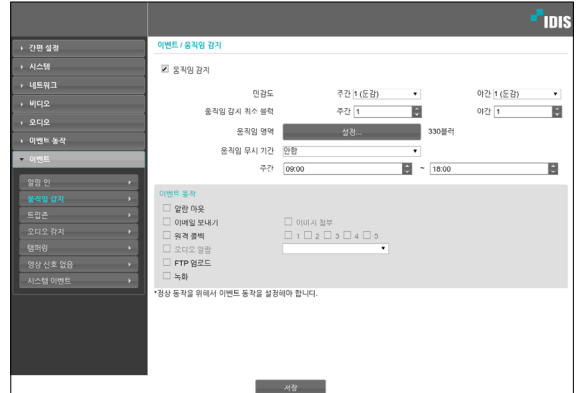 IDIS
간편 설정
시스템
네트워크
비디오
오디오
이벤트 동작
이벤트
알람 인
움직임 감지
트립존
오디오 감지
탬퍼링
영상 신호 없음
시스템 이벤트
이벤트 / 움직임 감지
움직임 감지
민감도 주간 1 (둔감) 야간 1 (둔감)
움직임 감시 최소 블럭 주간 1 야간 1
움직임 영역 설정... 330블럭
움직임 무시 기간 안함
주간 09:00 ~ 18:00
이벤트 동작
알람 아웃
이메일 보내기 이미지 첨부
원격 콜백 1 2 3 4 5
오디오 알람
FTP 업로드
녹화
*정상 동작을 위해서 이벤트 동작을 설정해야 합니다.
저장